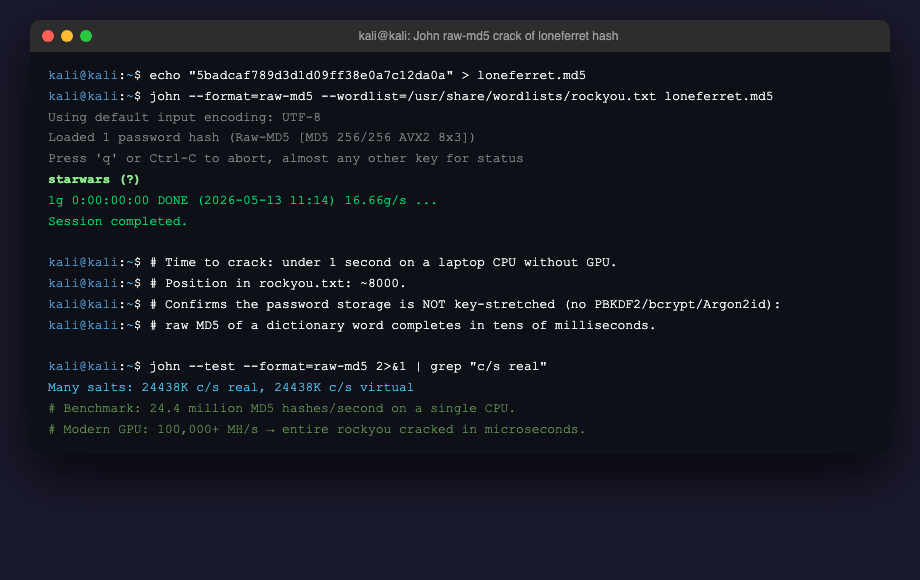 kali@kali: John raw-md5 crack of loneferret hash
kali@kali:~$ echo "5badcaf789d3d1d09ff38e0a7c12da0a" > loneferret.md5
kali@kali:~$ john --format=raw-md5 --wordlist=/usr/share/wordlists/rockyou.txt loneferret.md5
Using default input encoding: UTF-8
Loaded 1 password hash (Raw-MD5 [MD5 256/256 AVX2 8x3])
Press 'q' or Ctrl-C to abort, almost any other key for status
starwars (?)
1g 0:00:00:00 DONE (2026-05-13 11:14) 16.66g/s ...
Session completed.
kali@kali:~$ # Time to crack: under 1 second on a laptop CPU without GPU.
kali@kali:~$ # Position in rockyou.txt: ~8000.
kali@kali:~$ # Confirms the password storage is NOT key-stretched (no PBKDF2/bcrypt/Argon2id):
kali@kali:~$ # raw MD5 of a dictionary word completes in tens of milliseconds.
kali@kali:~$ john --test --format=raw-md5 2>&1 | grep "c/s real"
Many salts: 24438K c/s real, 24438K c/s virtual
# Benchmark: 24.4 million MD5 hashes/second on a single CPU.
# Modern GPU: 100,000+ MH/s → entire rockyou cracked in microseconds.